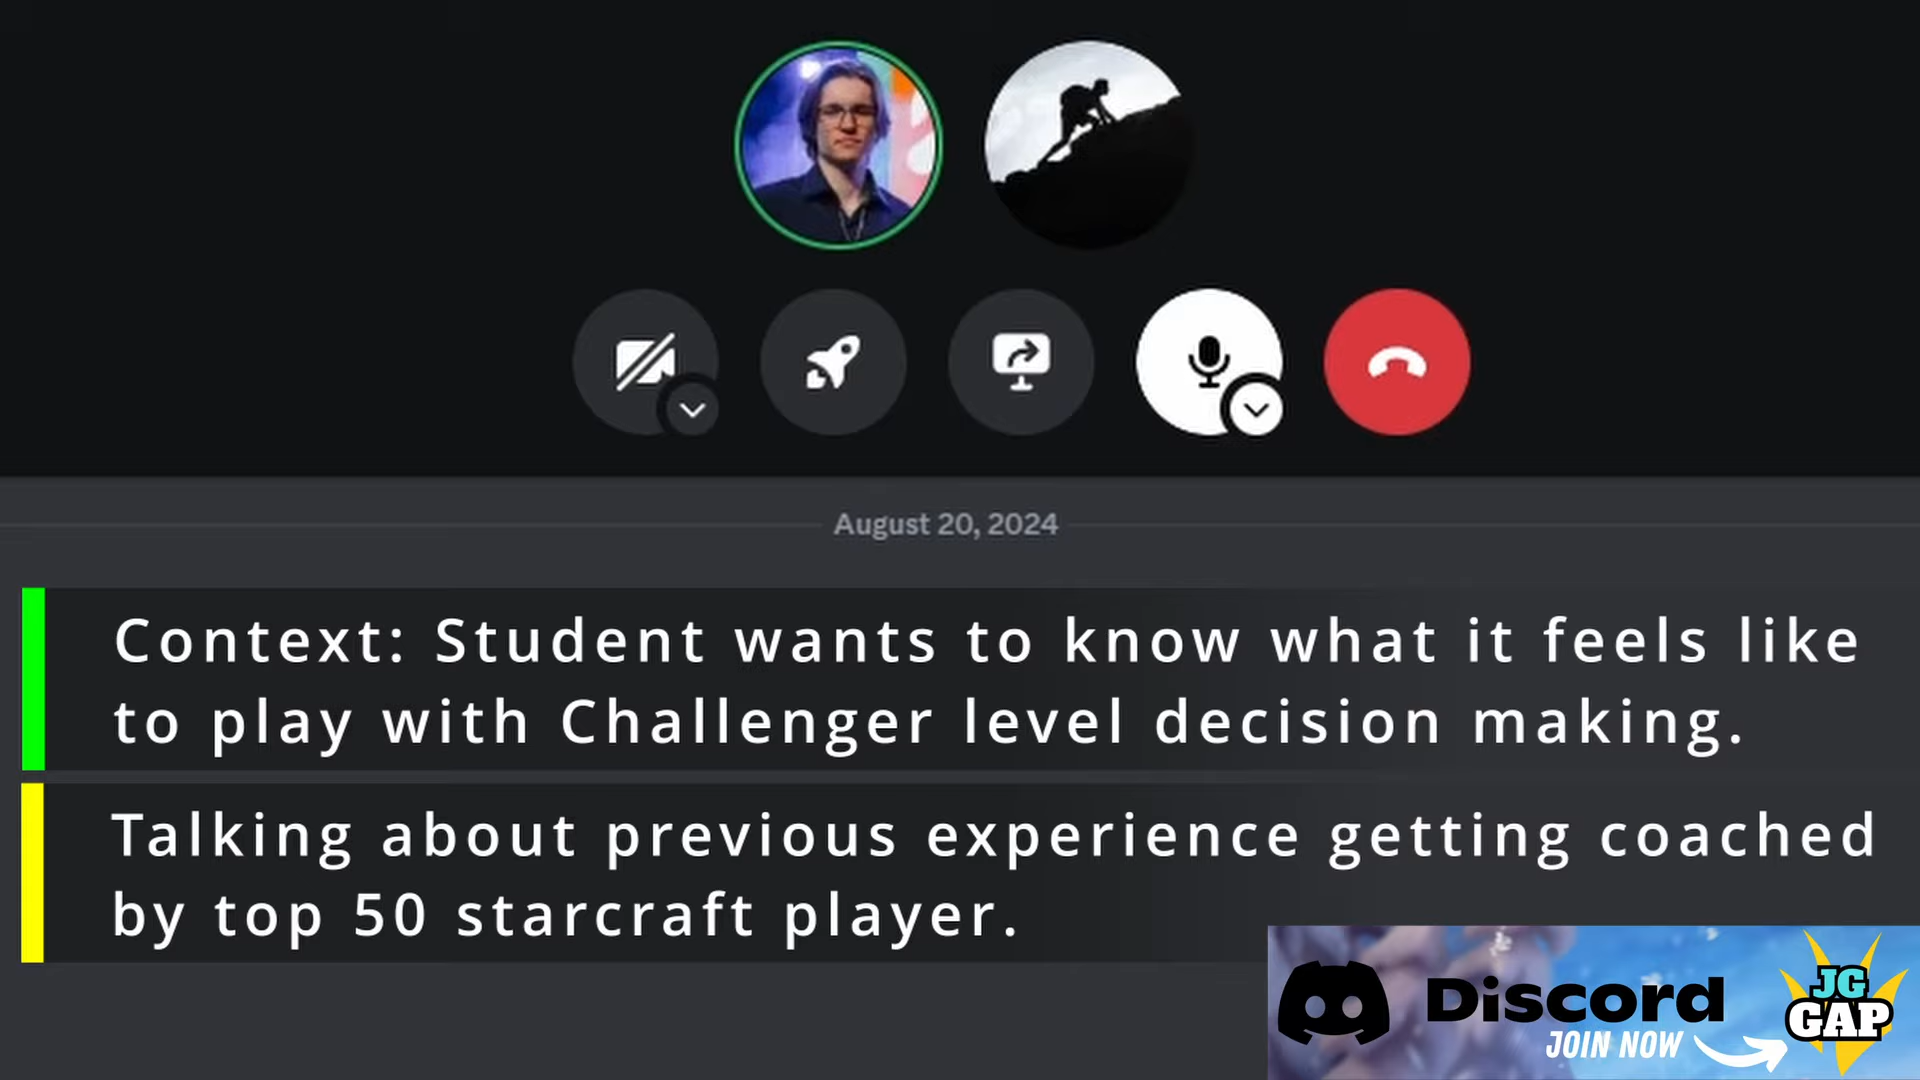 August 20, 2024
Context: Student wants to know what it feels like
to play with Challenger level decision making.
Talking about previous experience getting coached
by top 50 starcraft player.
Discord
JOIN NOW
JG
GAP